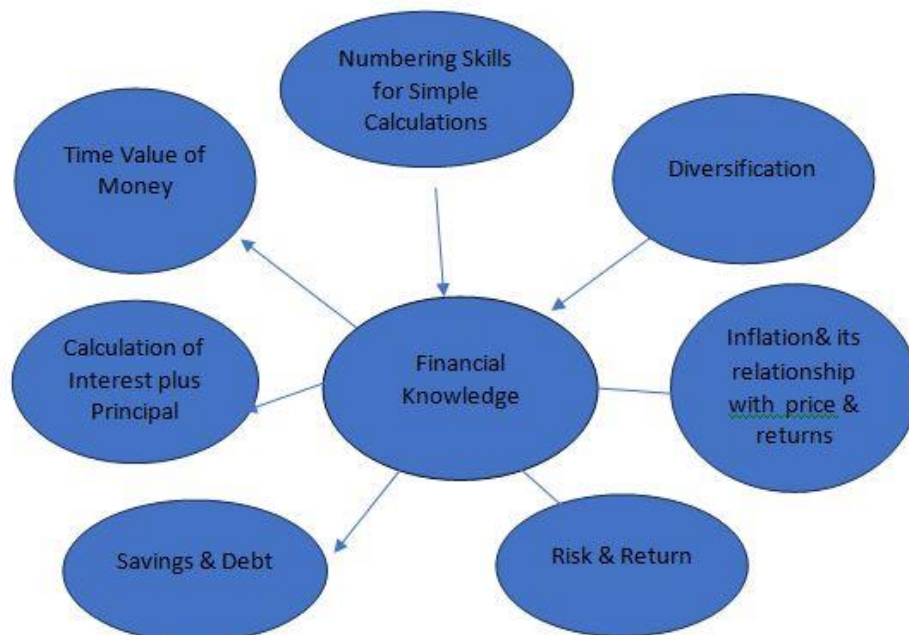 Numbering Skills
for Simple
Calculations
Time Value of
Money
Diversification
Calculation of
Interest plus
Principal
Financial
Knowledge
Inflation& its
relationship
with price &
returns
Savings & Debt
Risk & Return